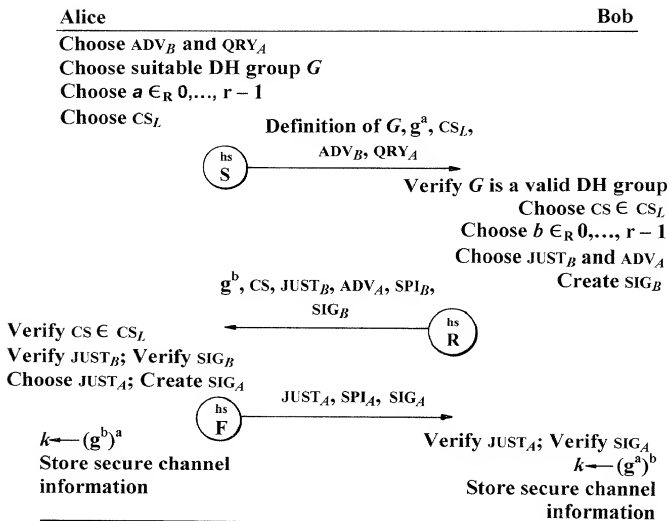 Alice Bob
Choose ADV_B and QRY_A
Choose suitable DH group G
Choose a ∈_R 0,..., r − 1
Choose CS_L
Definition of G, g^a, CS_L,
ADV_B, QRY_A
hs
S
Verify G is a valid DH group
Choose CS ∈ CS_L
Choose b ∈_R 0,..., r − 1
Choose JUST_B and ADV_A
Create SIG_B
g^b, CS, JUST_B, ADV_A, SPI_B,
SIG_B
hs
R
Verify CS ∈ CS_L
Verify JUST_B; Verify SIG_B
Choose JUST_A; Create SIG_A
hs
F
JUST_A, SPI_A, SIG_A
k ← (g^b)^a
Store secure channel
information
Verify JUST_A; Verify SIG_A
k ← (g^a)^b
Store secure channel
information